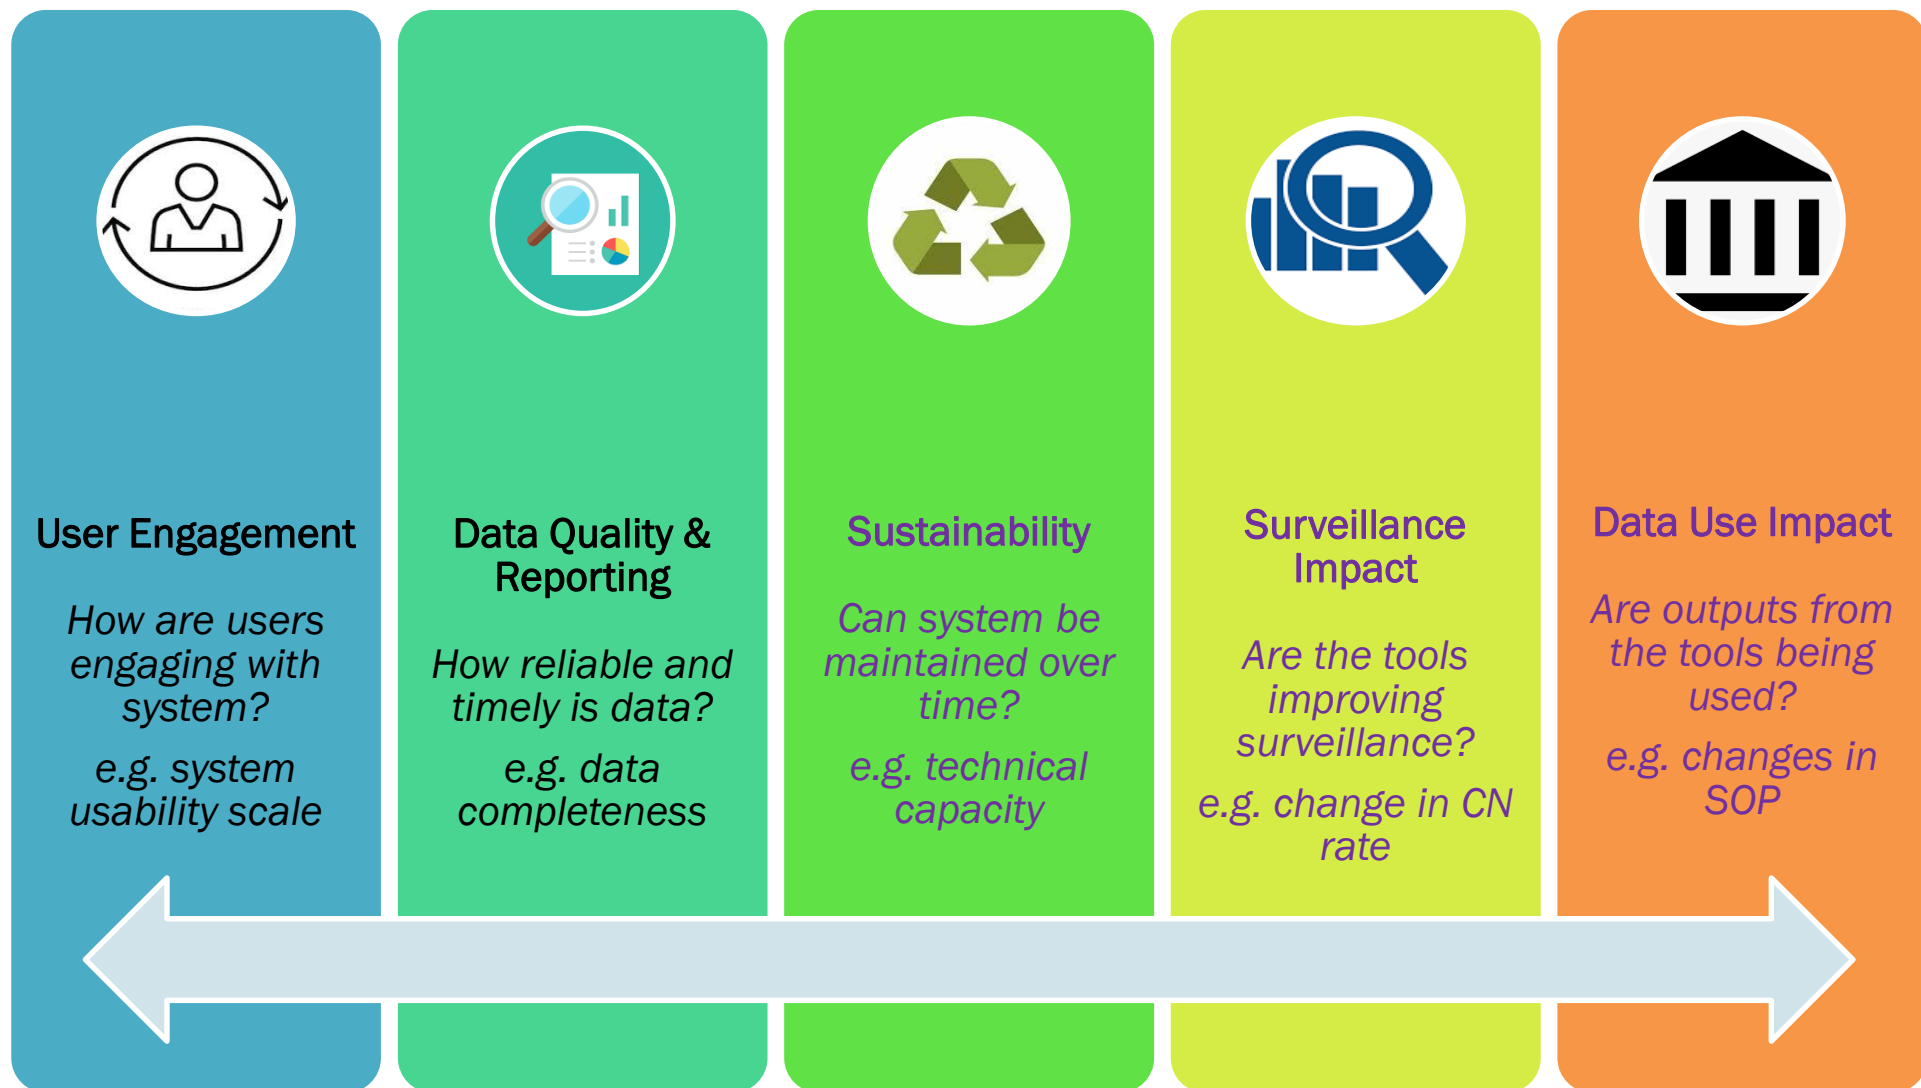 User Engagement
How are users
engaging with
system?
e.g. system
usability scale
Data Quality &
Reporting
How reliable and
timely is data?
e.g. data
completeness
Sustainability
Can system be
maintained over
time?
e.g. technical
capacity
Surveillance
Impact
Are the tools
improving
surveillance?
e.g. change in CN
rate
Data Use Impact
Are outputs from
the tools being
used?
e.g. changes in
SOP